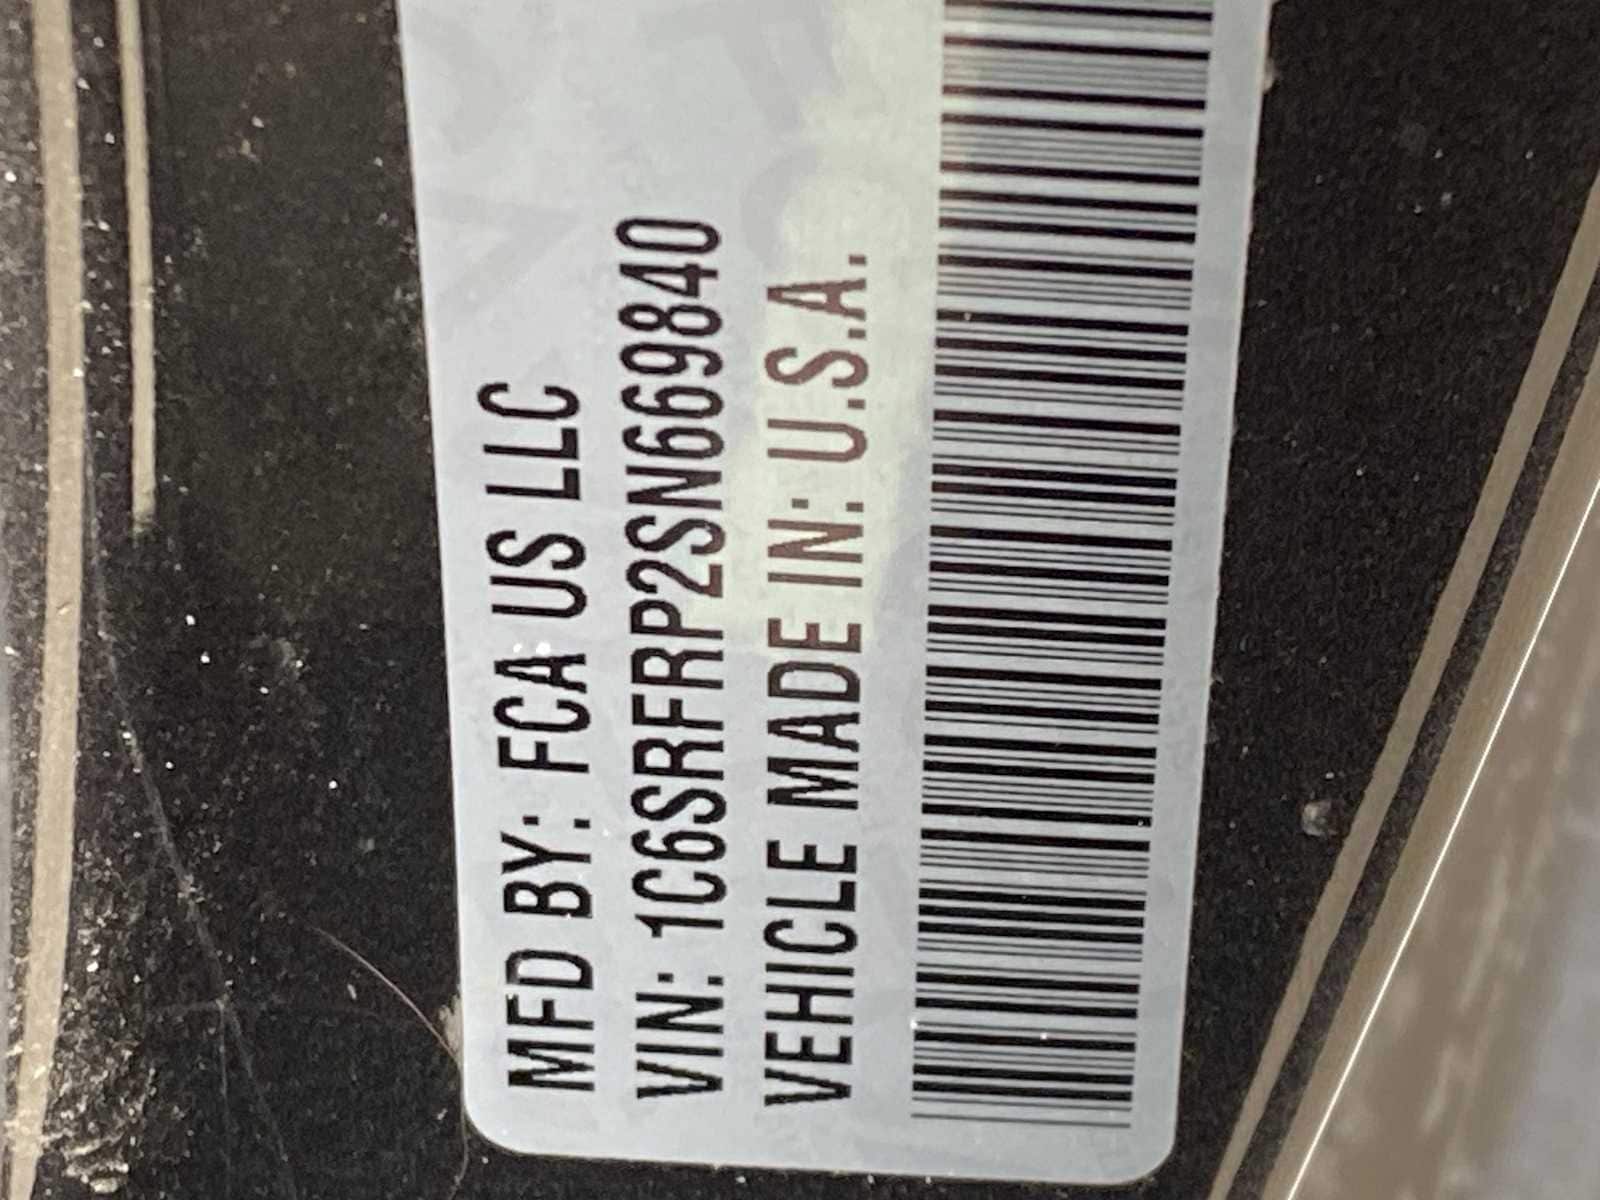 MFD BY: FCA US LLC
VIN: 1C6SRFRP2SN669840
VEHICLE MADE IN: U.S.A.